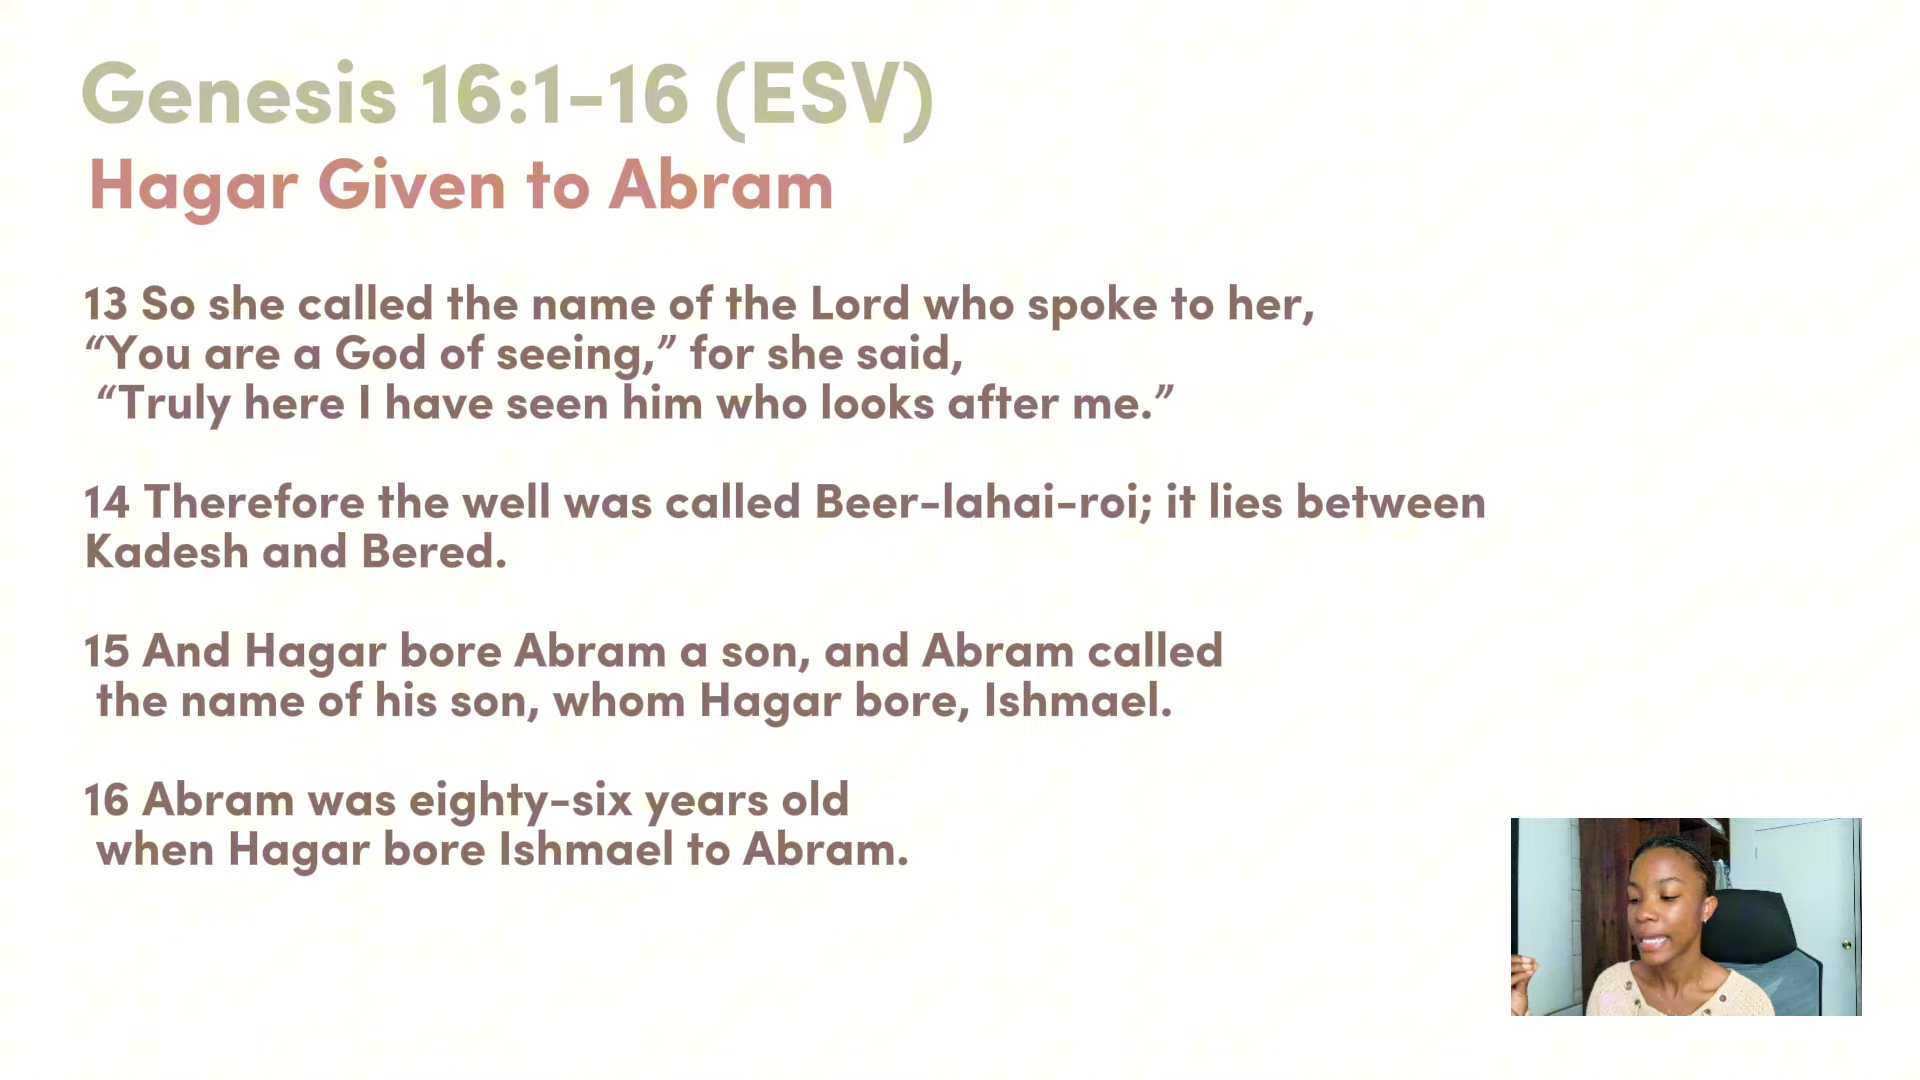 Genesis 16:1-16 (ESV)
Hagar Given to Abram
13 So she called the name of the Lord who spoke to her,
“You are a God of seeing,” for she said,
“Truly here I have seen him who looks after me.”
14 Therefore the well was called Beer-lahai-roi; it lies between
Kadesh and Bered.
15 And Hagar bore Abram a son, and Abram called
the name of his son, whom Hagar bore, Ishmael.
16 Abram was eighty-six years old
when Hagar bore Ishmael to Abram.